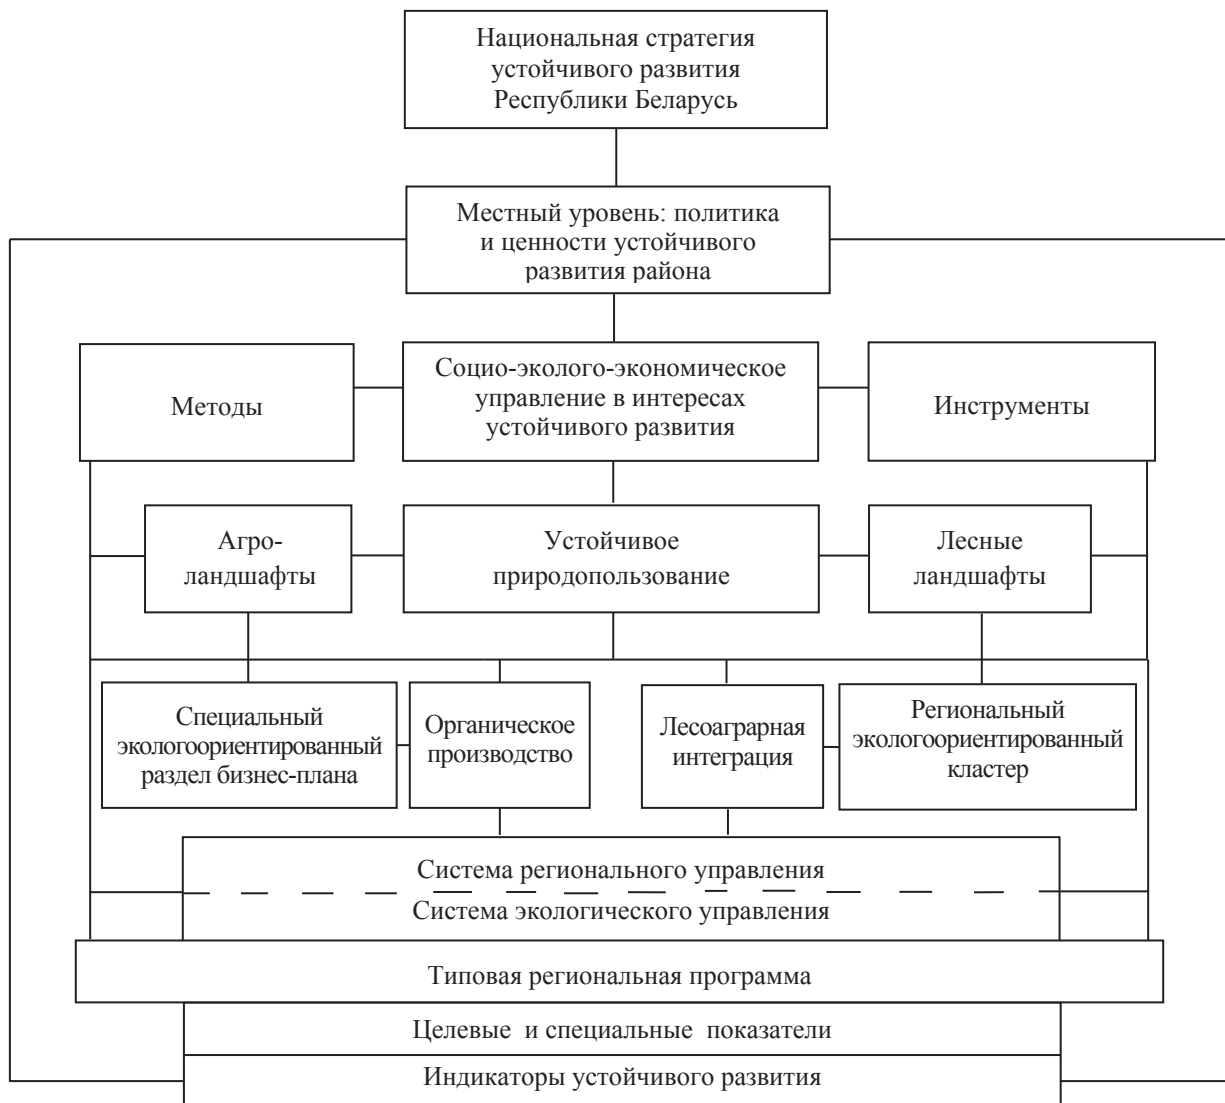 Национальная стратегия
устойчивого развития
Республики Беларусь
Местный уровень: политика
и ценности устойчивого
развития района
Методы
Социо-эколого-экономическое
управление в интересах
устойчивого развития
Инструменты
Агро-
ландшафты
Устойчивое
природопользование
Лесные
ландшафты
Специальный
экологоориентированный
раздел бизнес-плана
Органическое
производство
Лесоаграрная
интеграция
Региональный
экологоориентированный
кластер
Система регионального управления
Система экологического управления
Типовая региональная программа
Целевые и специальные показатели
Индикаторы устойчивого развития